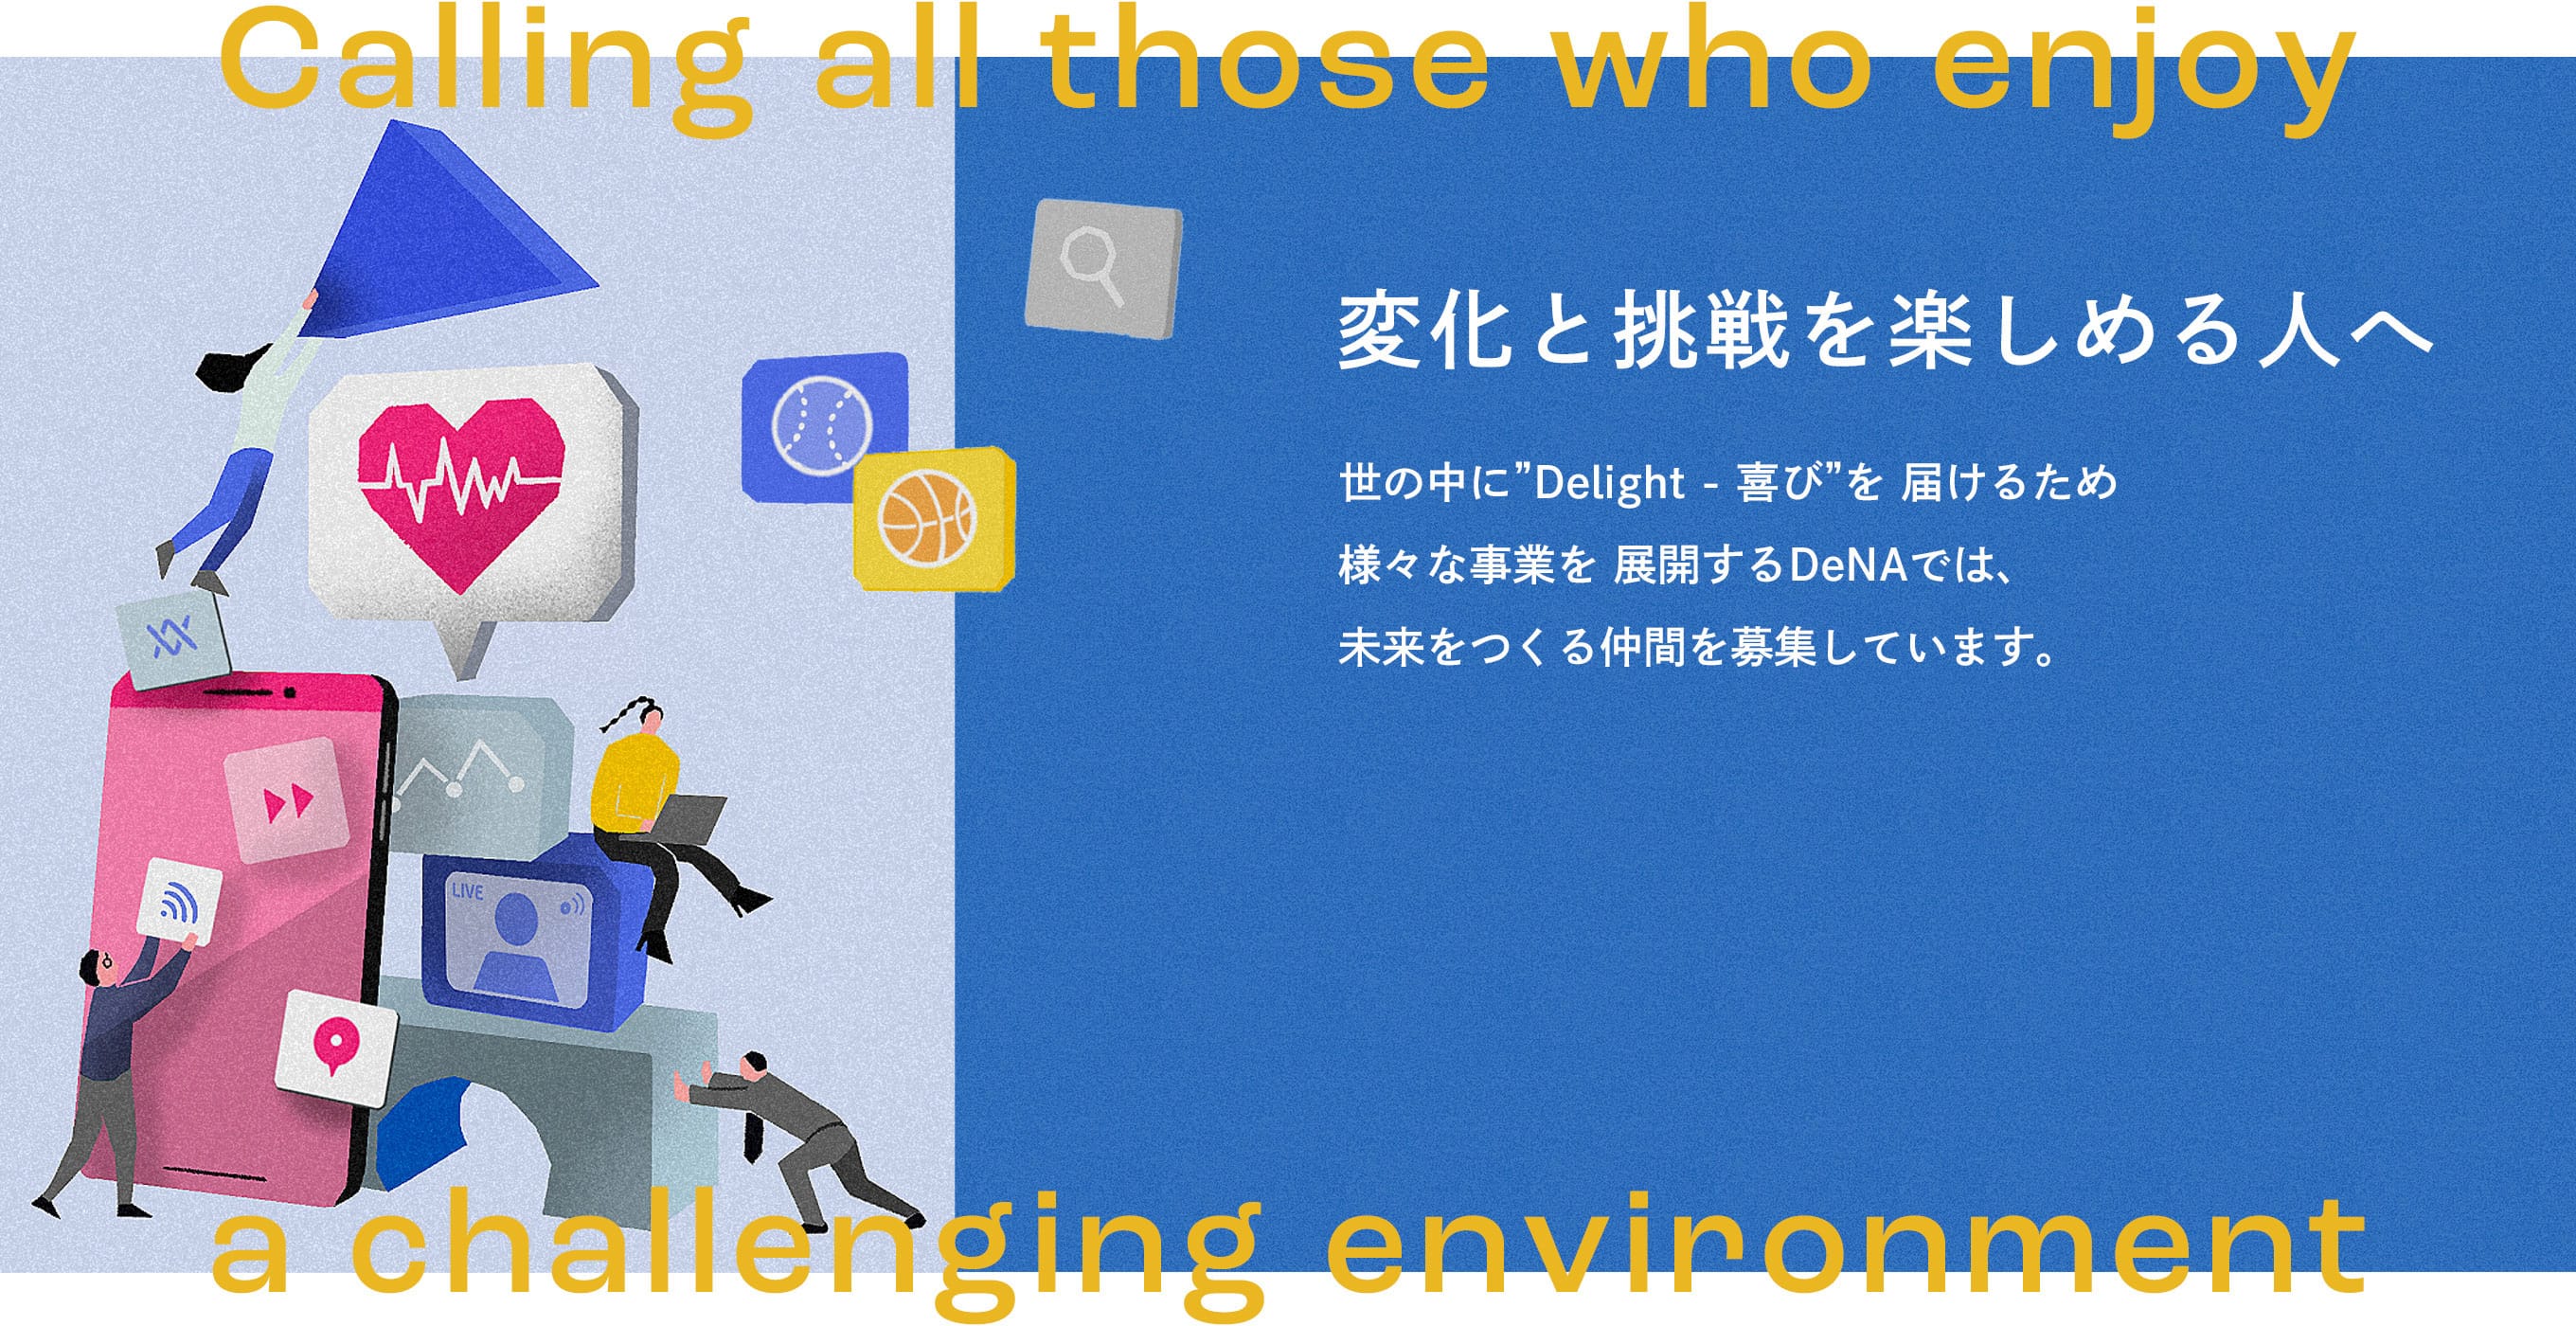 Calling all those who enjoy
変化と挑戦を楽しめる人へ
世の中に”Delight - 喜び”を 届けるため
様々な事業を 展開するDeNAでは、
未来をつくる仲間を募集しています。
LIVE
a challenging environment